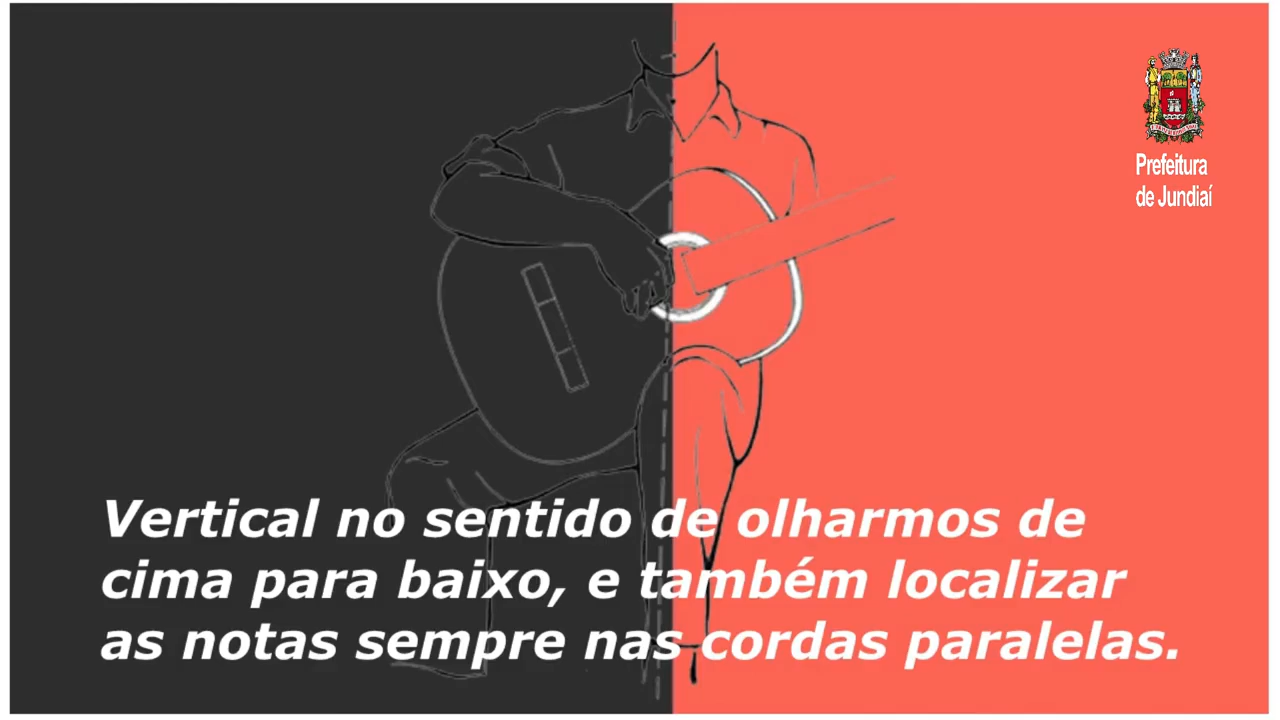 Prefeitura
de Jundiaí
Vertical no sentido de olharmos de
cima para baixo, e também localizar
as notas sempre nas cordas paralelas.